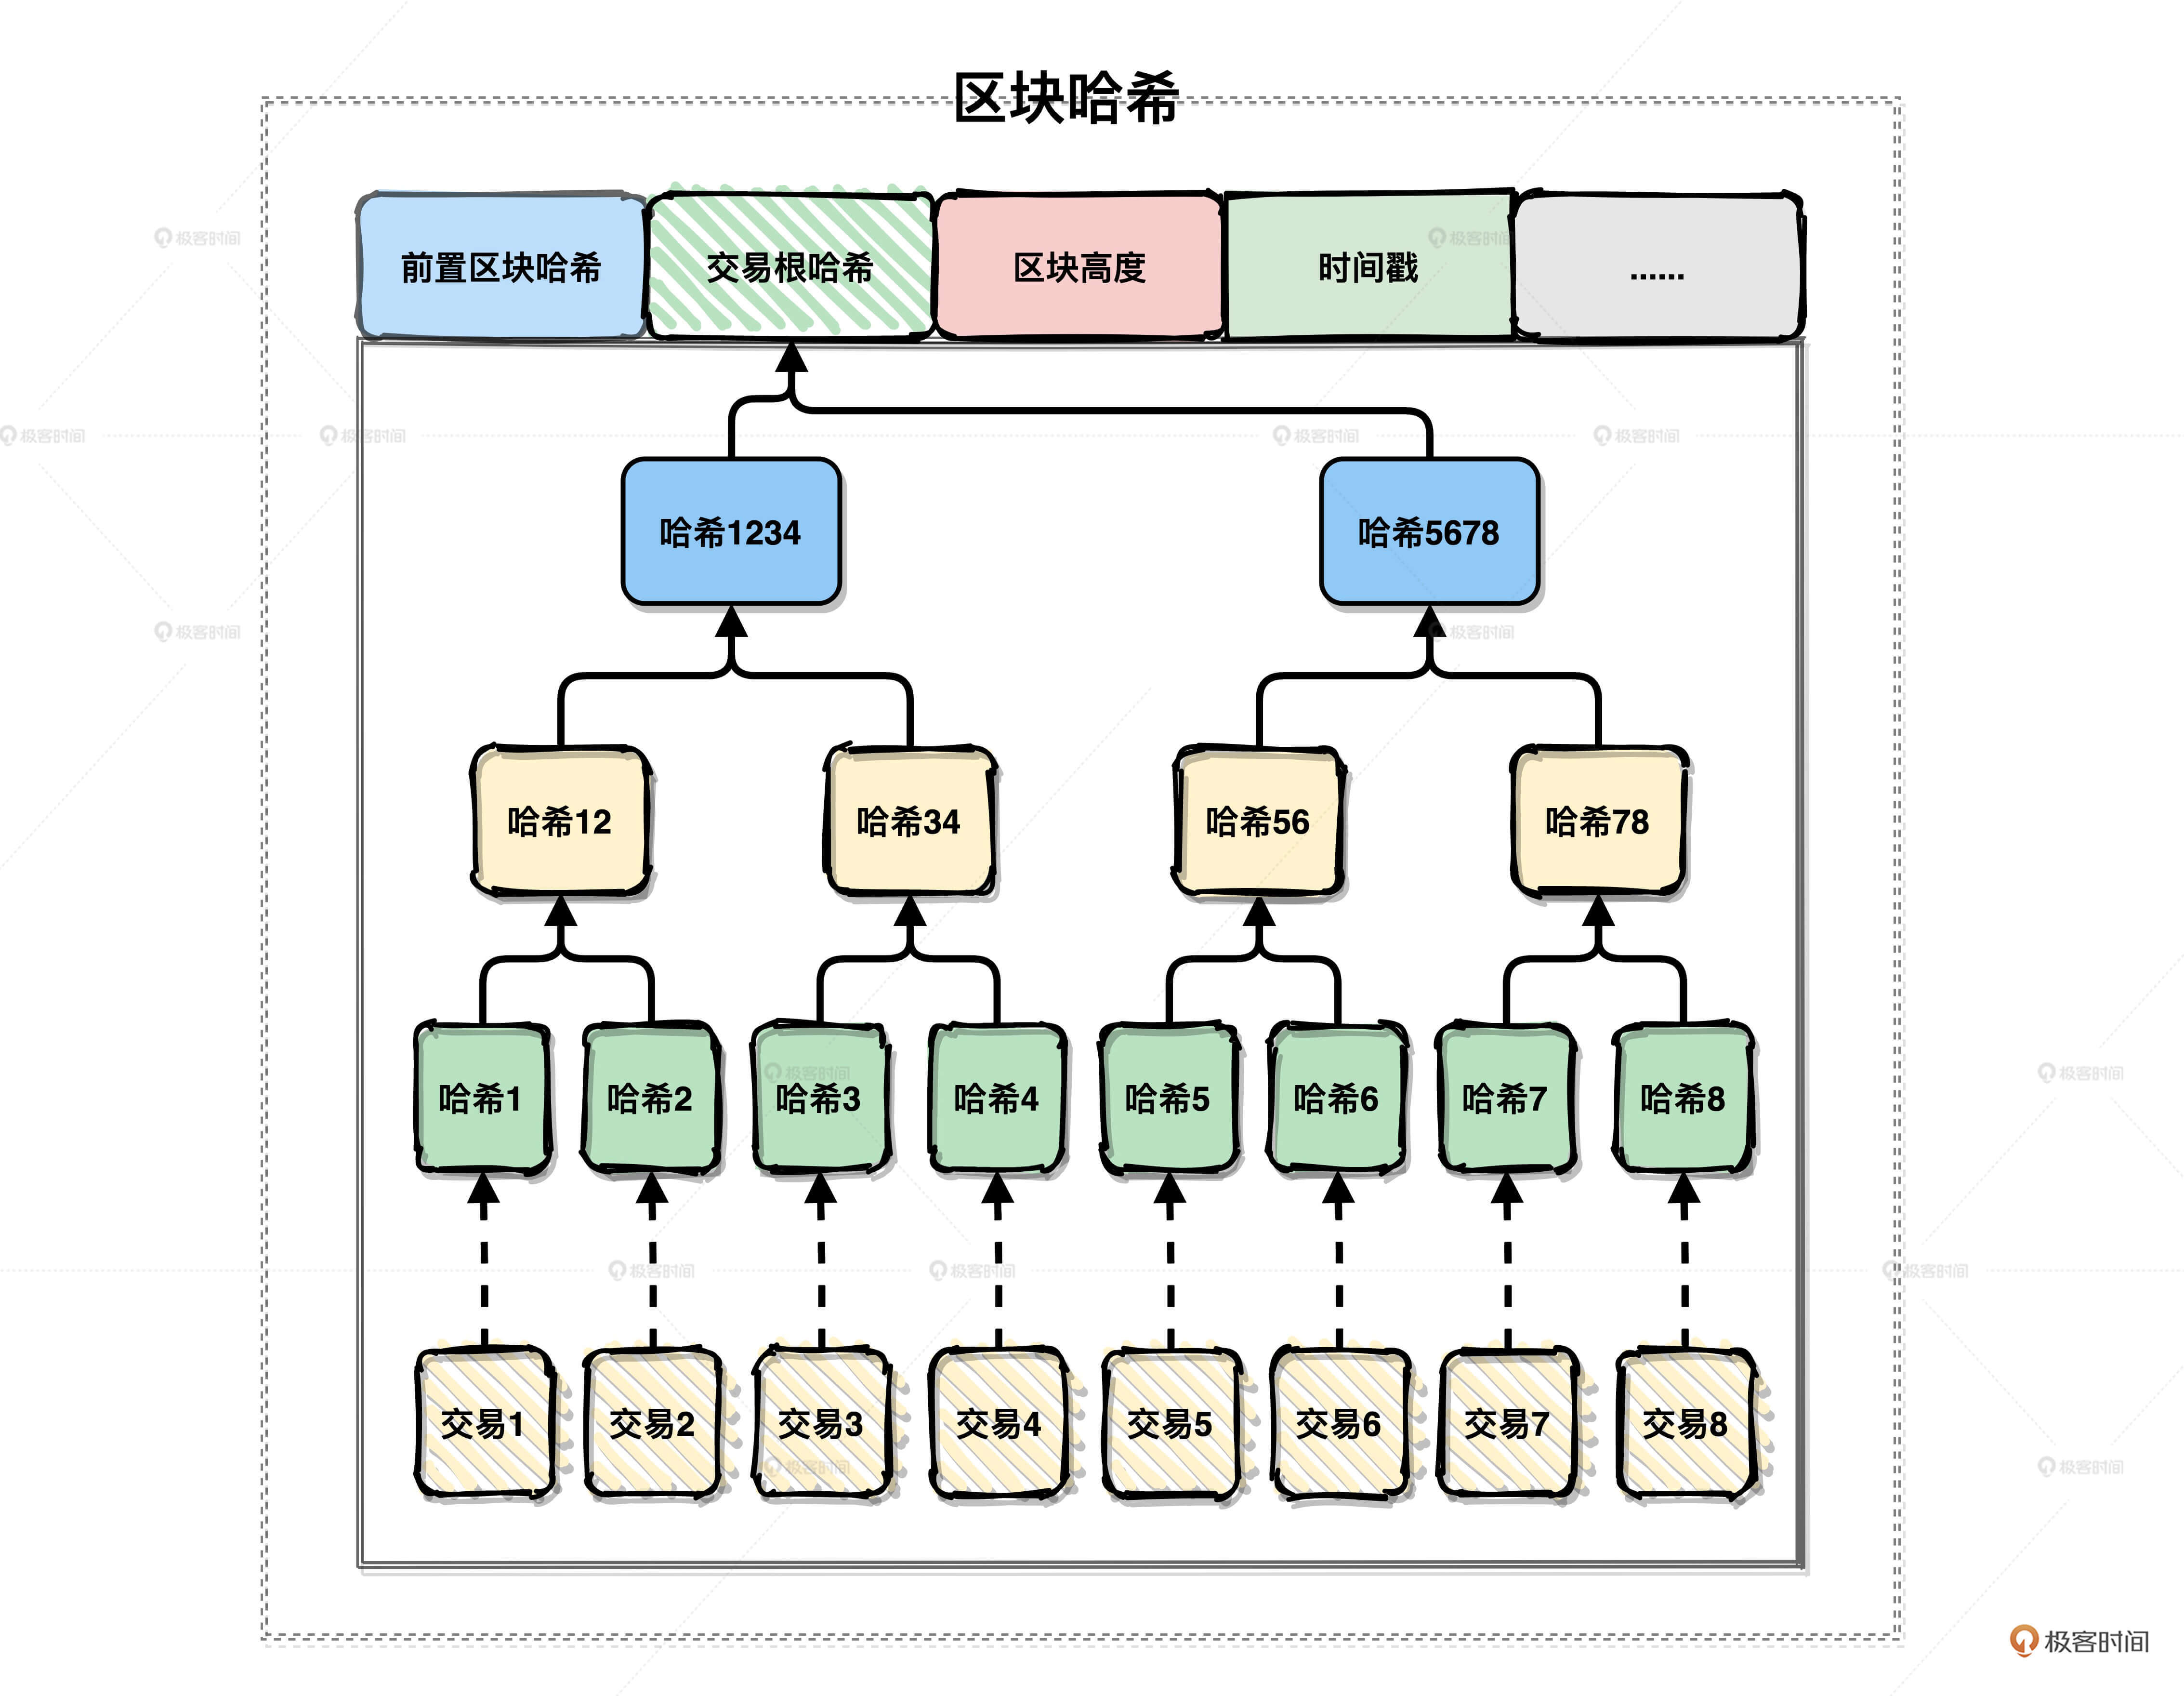 区块哈希
前置区块哈希
交易根哈希
区块高度
时间戳
......
哈希1234
哈希5678
哈希12
哈希34
哈希56
哈希78
哈希1
哈希2
哈希3
哈希4
哈希5
哈希6
哈希7
哈希8
交易1
交易2
交易3
交易4
交易5
交易6
交易7
交易8
极客时间